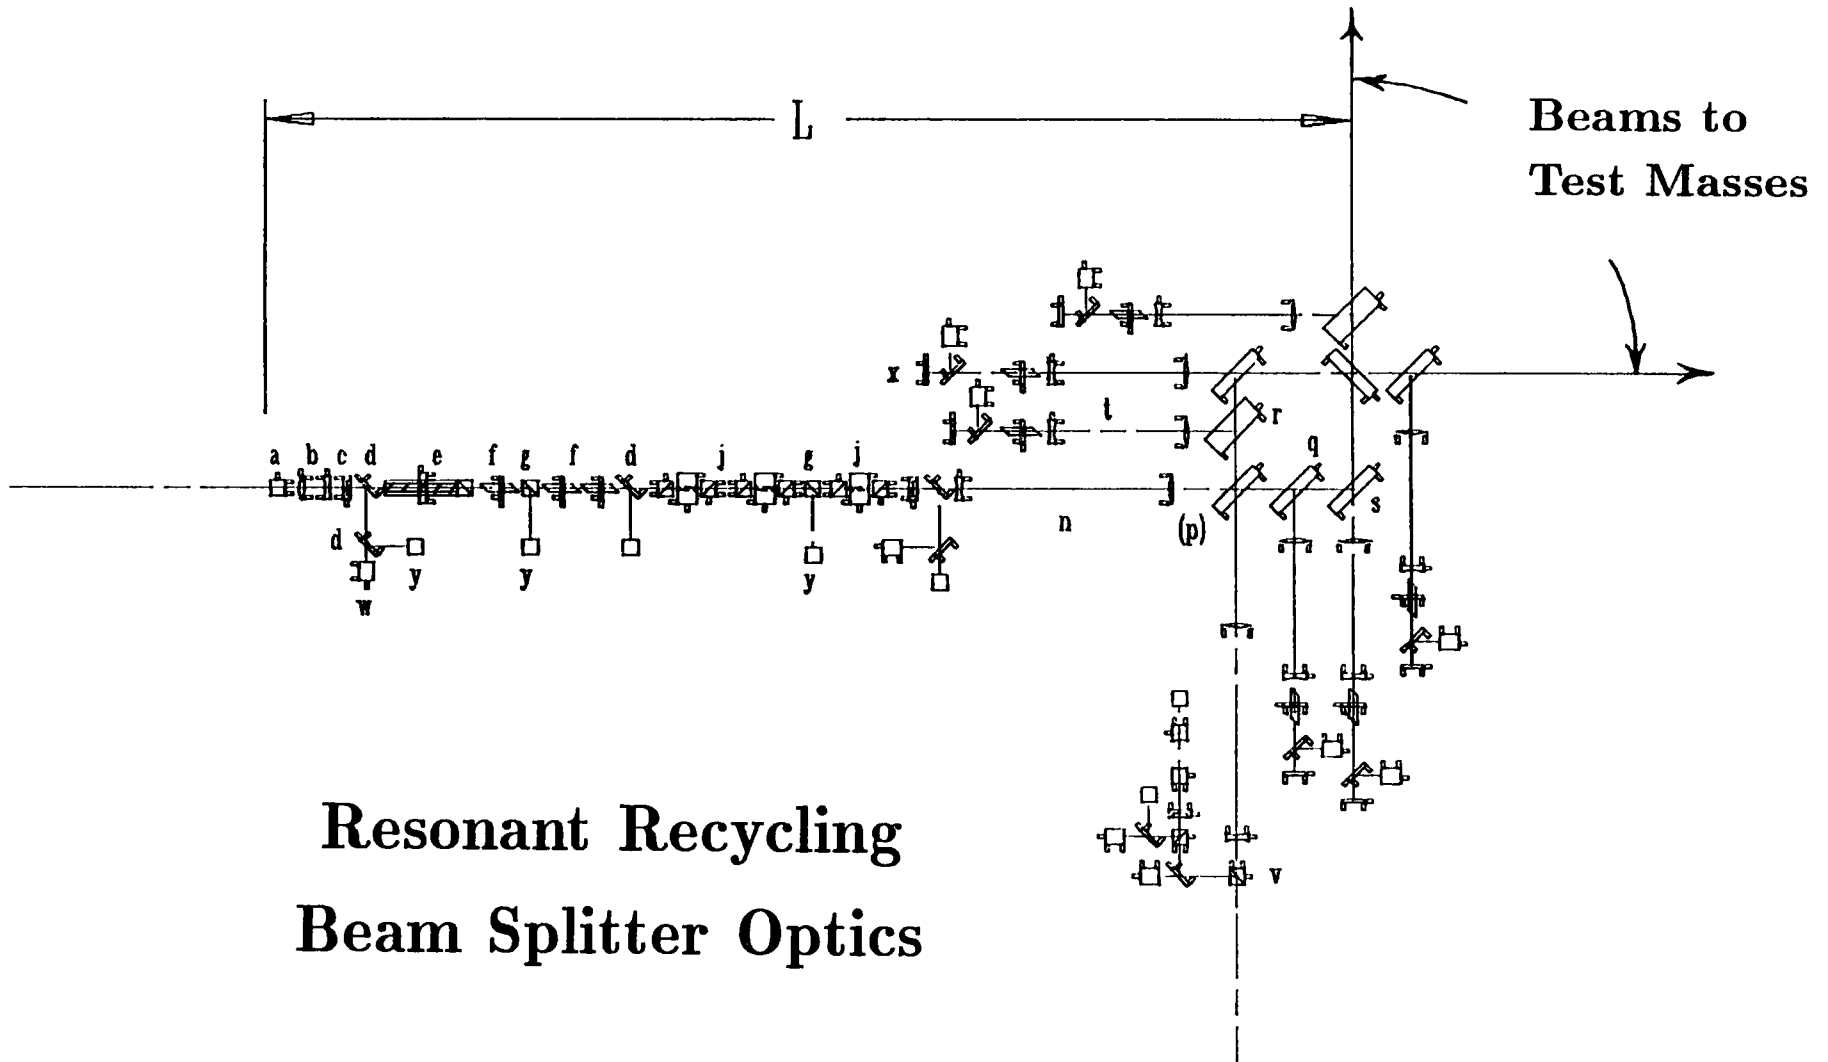 L
Beams to
Test Masses
x
t
r
q
a b c d e f g f d j g j
s
n
(p)
d
y y y
w
v
Resonant Recycling
Beam Splitter Optics